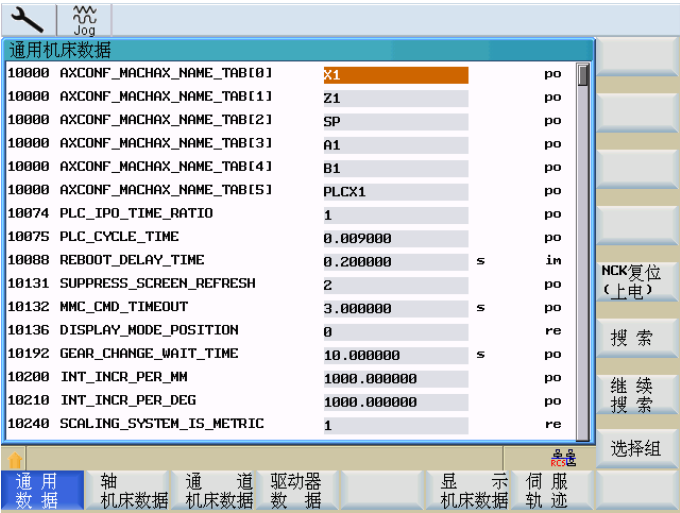 Jog
通用机床数据
10000 AXCONF_MACHAX_NAME_TAB[0] X1 po
10000 AXCONF_MACHAX_NAME_TAB[1] Z1 po
10000 AXCONF_MACHAX_NAME_TAB[2] SP po
10000 AXCONF_MACHAX_NAME_TAB[3] A1 po
10000 AXCONF_MACHAX_NAME_TAB[4] B1 po
10000 AXCONF_MACHAX_NAME_TAB[5] PLCX1 po
10074 PLC_IPO_TIME_RATIO 1 po
10075 PLC_CYCLE_TIME 0.009000 po
10088 REBOOT_DELAY_TIME 0.200000 s im
10131 SUPPRESS_SCREEN_REFRESH 2 po
10132 MMC_CMD_TIMEOUT 3.000000 s po
10136 DISPLAY_MODE_POSITION 0 re
10192 GEAR_CHANGE_WAIT_TIME 10.000000 s po
10200 INT_INCR_PER_MM 1000.000000 po
10210 INT_INCR_PER_DEG 1000.000000 po
10240 SCALING_SYSTEM_IS_METRIC 1 re
NCK复位
(上电)
搜 索
继 续
搜 索
选择组
RCS
通 用
数 据
轴
机床数据
通 道
机床数据
驱动器
数 据
显 示
机床数据
伺 服
轨 迹